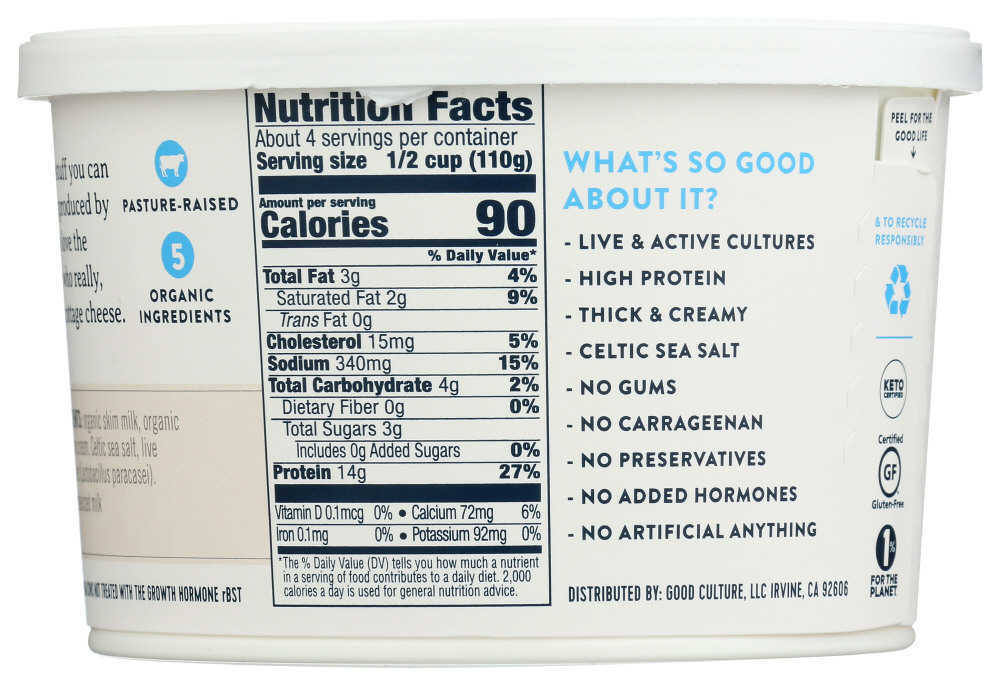 you can
produced by
the
really,
cheese.
PASTURE-RAISED
5
ORGANIC
INGREDIENTS
organic skim milk, organic
Celtic sea salt, live
paracasei).
milk
NOT TREATED WITH THE GROWTH HORMONE rBST
Nutrition Facts
About 4 servings per container
Serving size 1/2 cup (110g)
Amount per serving
Calories 90
% Daily Value*
Total Fat 3g 4%
Saturated Fat 2g 9%
Trans Fat 0g
Cholesterol 15mg 5%
Sodium 340mg 15%
Total Carbohydrate 4g 2%
Dietary Fiber 0g 0%
Total Sugars 3g
Includes 0g Added Sugars 0%
Protein 14g 27%
Vitamin D 0.1mcg 0% • Calcium 72mg 6%
Iron 0.1mg 0% • Potassium 92mg 0%
*The % Daily Value (DV) tells you how much a nutrient
in a serving of food contributes to a daily diet. 2,000
calories a day is used for general nutrition advice.
WHAT'S SO GOOD
ABOUT IT?
- LIVE & ACTIVE CULTURES
- HIGH PROTEIN
- THICK & CREAMY
- CELTIC SEA SALT
- NO GUMS
- NO CARRAGEENAN
- NO PRESERVATIVES
- NO ADDED HORMONES
- NO ARTIFICIAL ANYTHING
DISTRIBUTED BY: GOOD CULTURE, LLC IRVINE, CA 92606
PEEL FOR THE
GOOD LIFE
& TO RECYCLE
RESPONSIBLY
KETO
CERTIFIED
Certified
GF
Gluten-Free
1%
FOR THE
PLANET